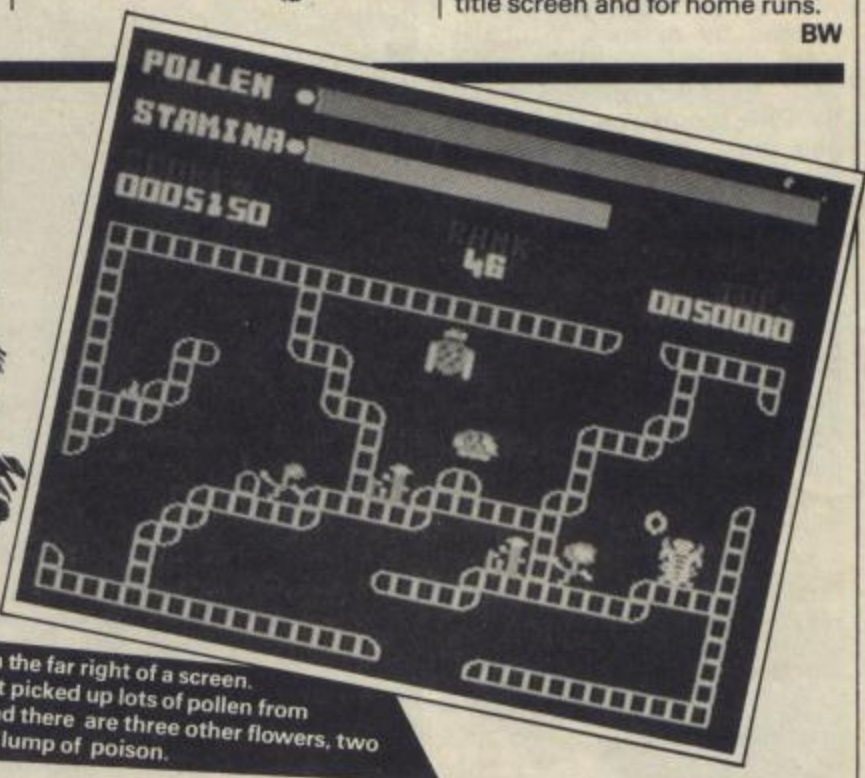 title screen and for home runs.
BW
POLLEN
STAMINA
0005150
RANK
46
0050000
the far right of a screen.
picked up lots of pollen from
there are three other flowers, two
lump of poison.